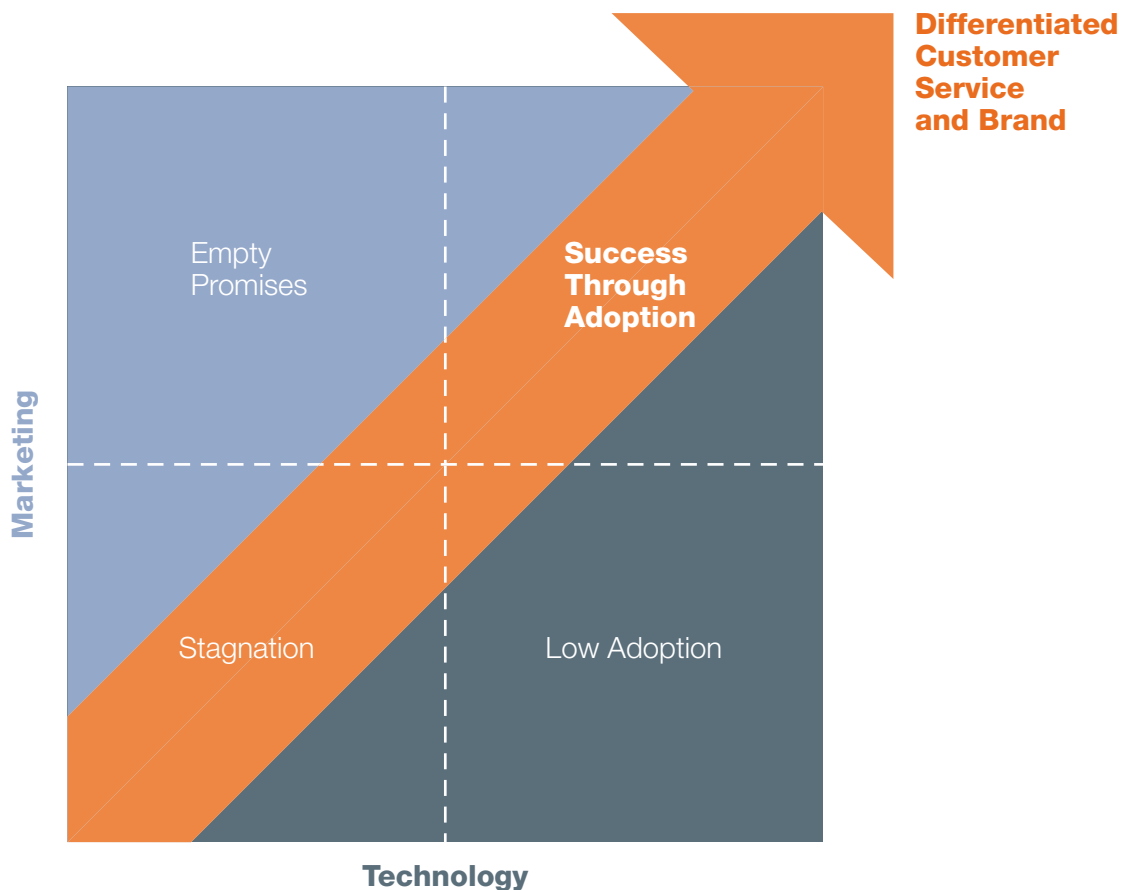 Differentiated
Customer
Service
and Brand
Empty
Promises
Success
Through
Adoption
Marketing
Stagnation
Low Adoption
Technology